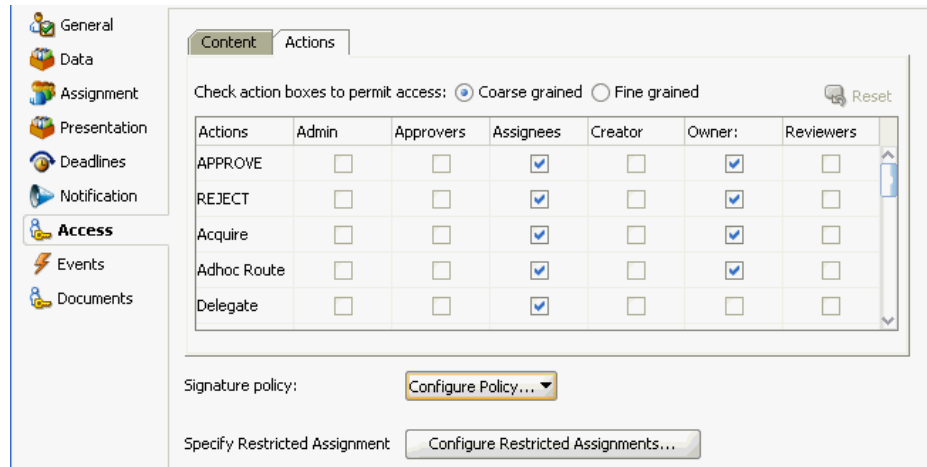 General
Data
Assignment
Presentation
Deadlines
Notification
Access
Events
Documents
Content Actions
Check action boxes to permit access: Coarse grained Fine grained Reset
Actions Admin Approvers Assignees Creator Owner: Reviewers
APPROVE
REJECT
Acquire
Adhoc Route
Delegate
Signature policy: Configure Policy...
Specify Restricted Assignment Configure Restricted Assignments...